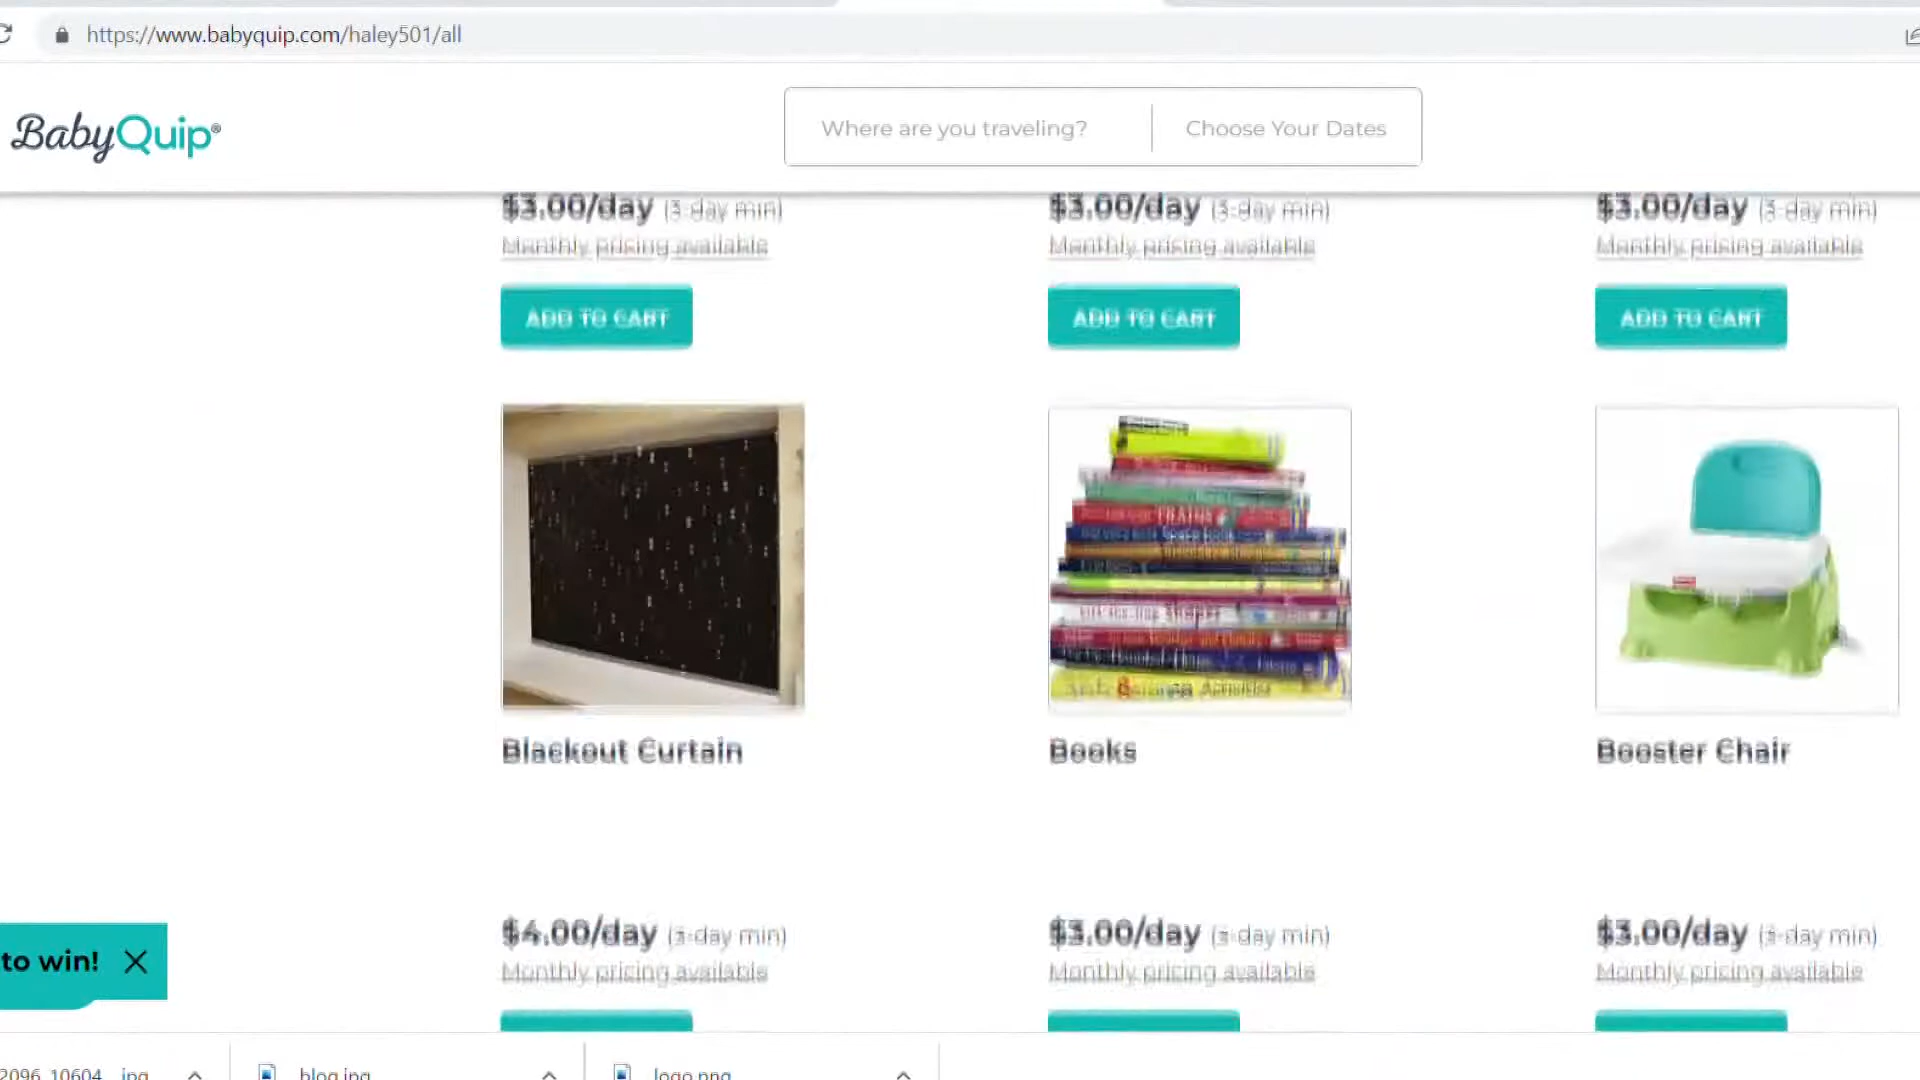 https://www.babyquip.com/haley501/all
BabyQuip®
Where are you traveling?
Choose Your Dates
$3.00/day (3-day min)
$3.00/day (3-day min)
$3.00/day (3-day min)
Monthly pricing available
Monthly pricing available
Monthly pricing available
ADD TO CART
ADD TO CART
ADD TO CART
TRAINS
Blackout Curtain
Books
Booster Chair
$4.00/day (3-day min)
$3.00/day (3-day min)
$3.00/day (3-day min)
Monthly pricing available
Monthly pricing available
Monthly pricing available
to win!
2096_10604_.jpg
blog.jpg
logo.png